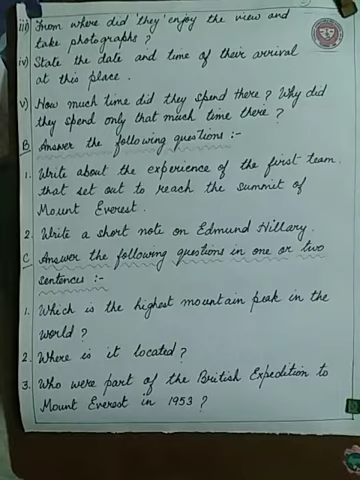 iii) From where did 'they' enjoy the view and
take photographs?
iv) State the date and time of their arrival
at this place.
v) How much time did they spend there? Why did
they spend only that much time there?
B Answer the following questions :-
1. Write about the experience of the first team
that set out to reach the summit of
Mount Everest.
2. Write a short note on Edmund Hillary.
C Answer the following questions in one or two
sentences :-
1. Which is the highest mountain peak in the
world?
2. Where is it located?
3. Who were part of the British Expedition to
Mount Everest in 1953?